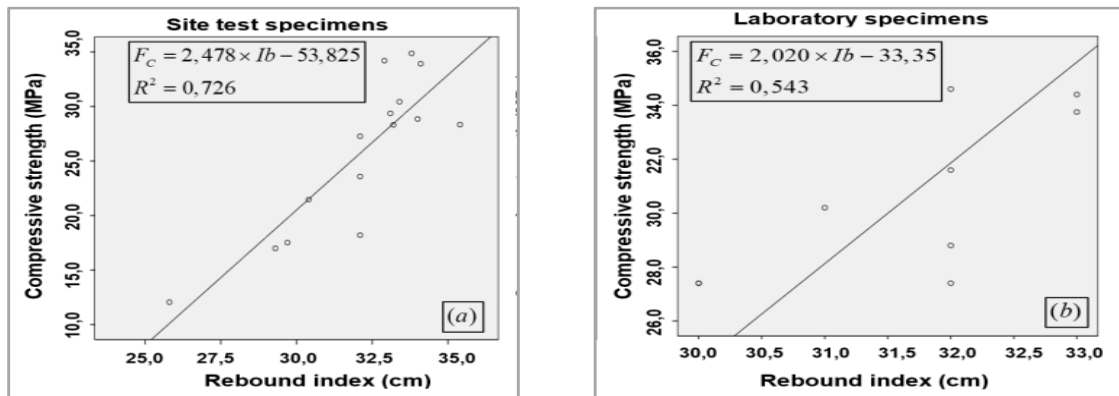 Site test specimens
Compressive strength (MPa)
35,0
30,0
25,0
20,0
15,0
10,0
F_C = 2,478 × Ib − 53,825
R² = 0,726
(a)
25,0 27,5 30,0 32,5 35,0
Rebound index (cm)
Laboratory specimens
Compressive strength (MPa)
36,0
34,0
22,0
30,0
28,0
26,0
F_C = 2,020 × Ib − 33,35
R² = 0,543
(b)
30,0 30,5 31,0 31,5 32,0 32,5 33,0
Rebound index (cm)